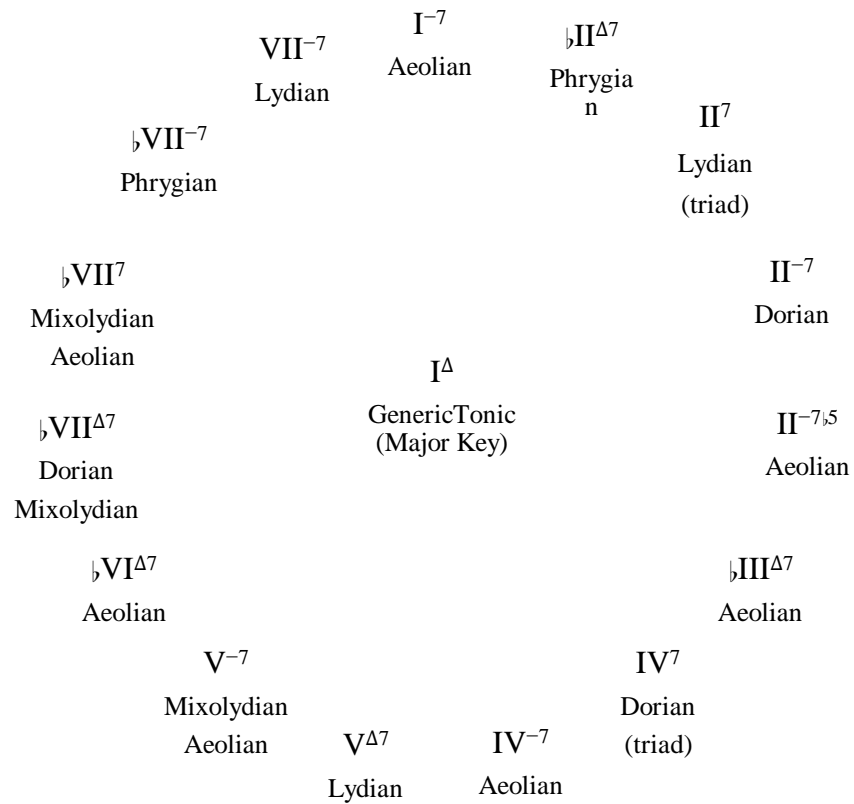 I−7
Aeolian
♭IIΔ7
Phrygia
n
II7
Lydian
(triad)
II−7
Dorian
II−7♭5
Aeolian
♭IIIΔ7
Aeolian
IV7
Dorian
(triad)
IV−7
Aeolian
VΔ7
Lydian
V−7
Mixolydian
Aeolian
♭VIΔ7
Aeolian
♭VIIΔ7
Dorian
Mixolydian
♭VII7
Mixolydian
Aeolian
♭VII−7
Phrygian
VII−7
Lydian
IΔ
GenericTonic
(Major Key)